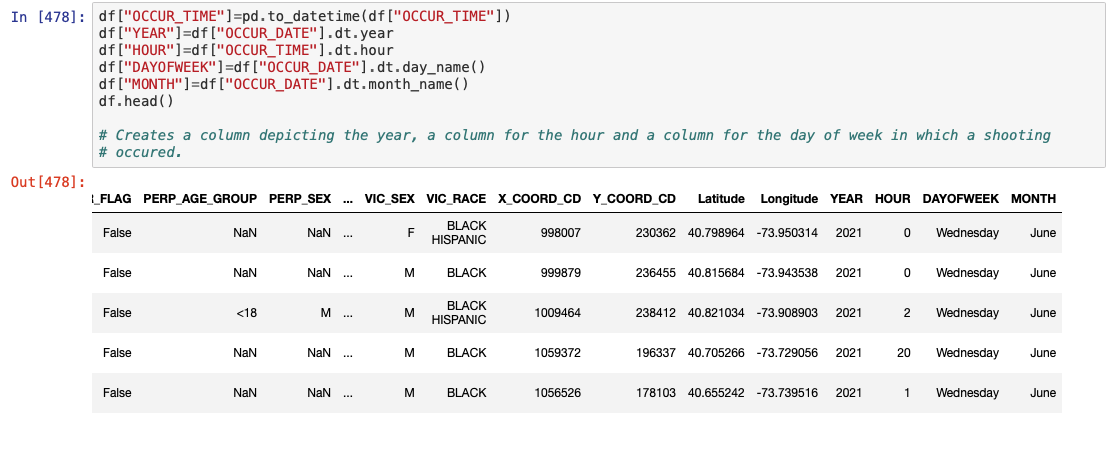 In [478]: df["OCCUR_TIME"]=pd.to_datetime(df["OCCUR_TIME"])
df["YEAR"]=df["OCCUR_DATE"].dt.year
df["HOUR"]=df["OCCUR_TIME"].dt.hour
df["DAYOFWEEK"]=df["OCCUR_DATE"].dt.day_name()
df["MONTH"]=df["OCCUR_DATE"].dt.month_name()
df.head()
# Creates a column depicting the year, a column for the hour and a column for the day of week in which a shooting
# occured.
Out[478]:
_FLAG PERP_AGE_GROUP PERP_SEX ... VIC_SEX VIC_RACE X_COORD_CD Y_COORD_CD Latitude Longitude YEAR HOUR DAYOFWEEK MONTH
False NaN NaN ... F BLACK HISPANIC 998007 230362 40.798964 -73.950314 2021 0 Wednesday June
False NaN NaN ... M BLACK 999879 236455 40.815684 -73.943538 2021 0 Wednesday June
False <18 M ... M BLACK HISPANIC 1009464 238412 40.821034 -73.908903 2021 2 Wednesday June
False NaN NaN ... M BLACK 1059372 196337 40.705266 -73.729056 2021 20 Wednesday June
False NaN NaN ... M BLACK 1056526 178103 40.655242 -73.739516 2021 1 Wednesday June